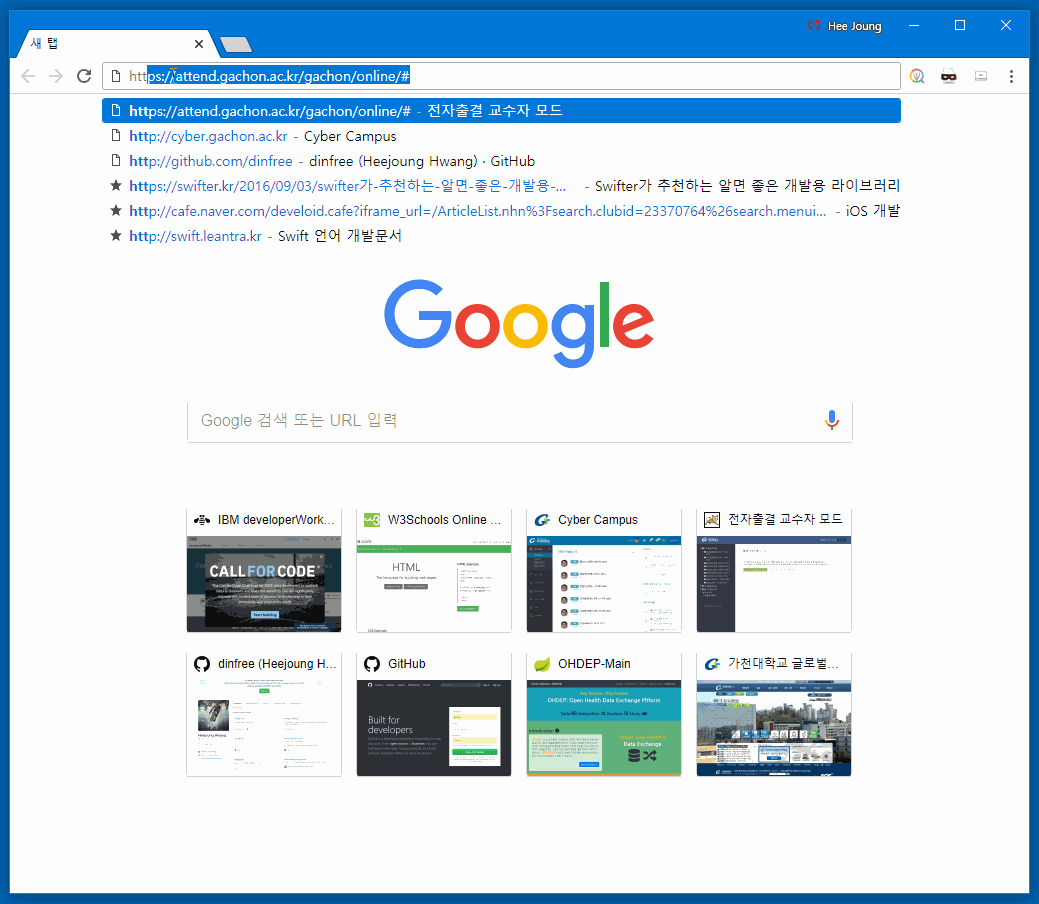 Hee Joung
새 탭
https://attend.gachon.ac.kr/gachon/online/#
https://attend.gachon.ac.kr/gachon/online/# - 전자출결 교수자 모드
http://cyber.gachon.ac.kr - Cyber Campus
http://github.com/dinfree - dinfree (Heejoung Hwang) · GitHub
https://swifter.kr/2016/09/03/swifter가-추천하는-알면-좋은-개발용-... - Swifter가 추천하는 알면 좋은 개발용 라이브러리
http://cafe.naver.com/develoid.cafe?iframe_url=/ArticleList.nhn%3Fsearch.clubid=23370764%26search.menui... - iOS 개발
http://swift.leantra.kr - Swift 언어 개발문서
Google
Google 검색 또는 URL 입력
IBM developerWork...
W3Schools Online ...
Cyber Campus
전자출결 교수자 모드
CALL FOR CODE
Start building
HTML
The language for building web pages
dinfree (Heejoung H...
GitHub
OHDEP-Main
가천대학교 글로벌...
Heejoung Hwang
Built for
developers
Any Source, Any Format
OHDEP: Open Health Data Exchange Platform
Introduction
Data Exchange